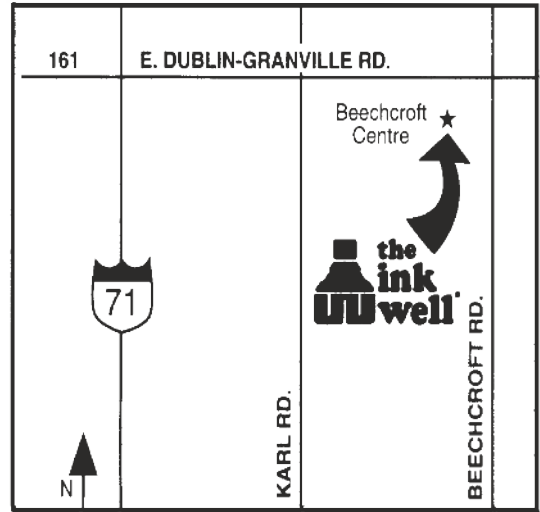 161 E. DUBLIN-GRANVILLE RD.
Beechcroft
Centre
the
ink
well
71
KARL RD.
BEECHCROFT RD.
N